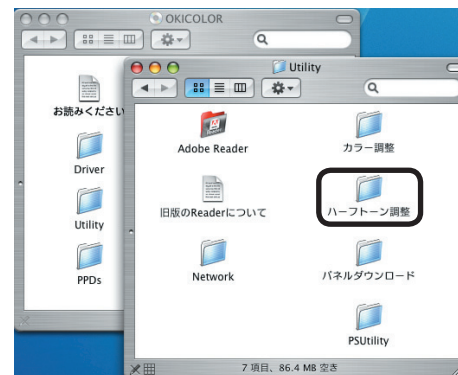 OKICOLOR
お読みください
Driver
Utility
PPDs
Utility
Adobe Reader
カラー調整
旧版のReaderについて
ハーフトーン調整
Network
パネルダウンロード
PSUtility
7 項目、86.4 MB 空き